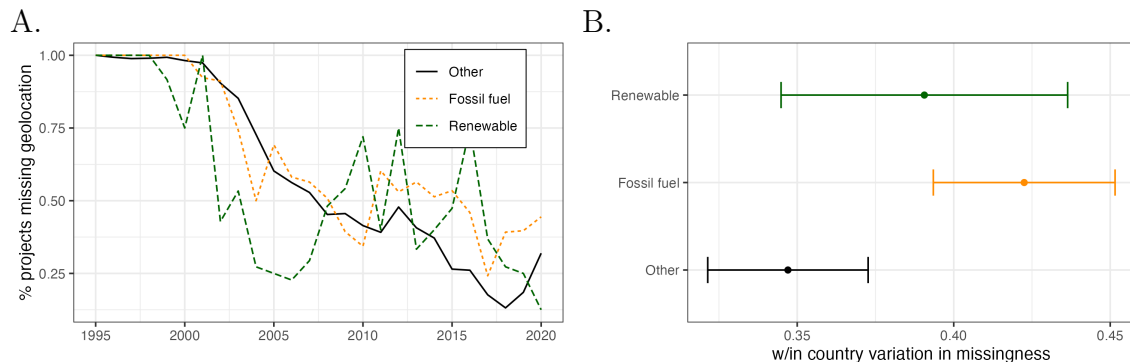 A.
% projects missing geolocation
1.00
0.75
0.50
0.25
1995 2000 2005 2010 2015 2020
Other
Fossil fuel
Renewable
B.
Renewable
Fossil fuel
Other
0.35 0.40 0.45
w/in country variation in missingness